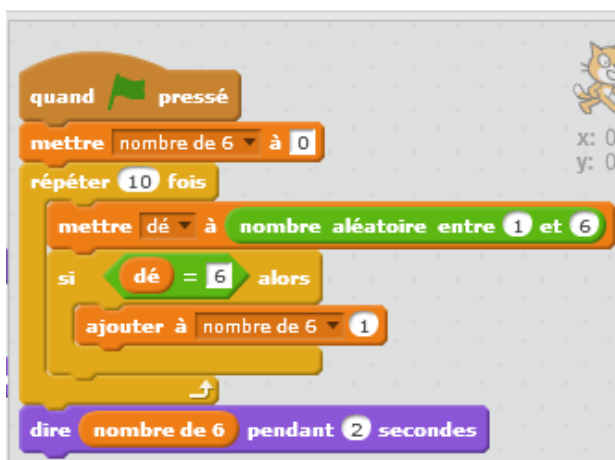 quand pressé
mettre nombre de 6 à 0
répéter 10 fois
mettre dé à nombre aléatoire entre 1 et 6
si dé = 6 alors
ajouter à nombre de 6 1
dire nombre de 6 pendant 2 secondes
x: 0
y: 0